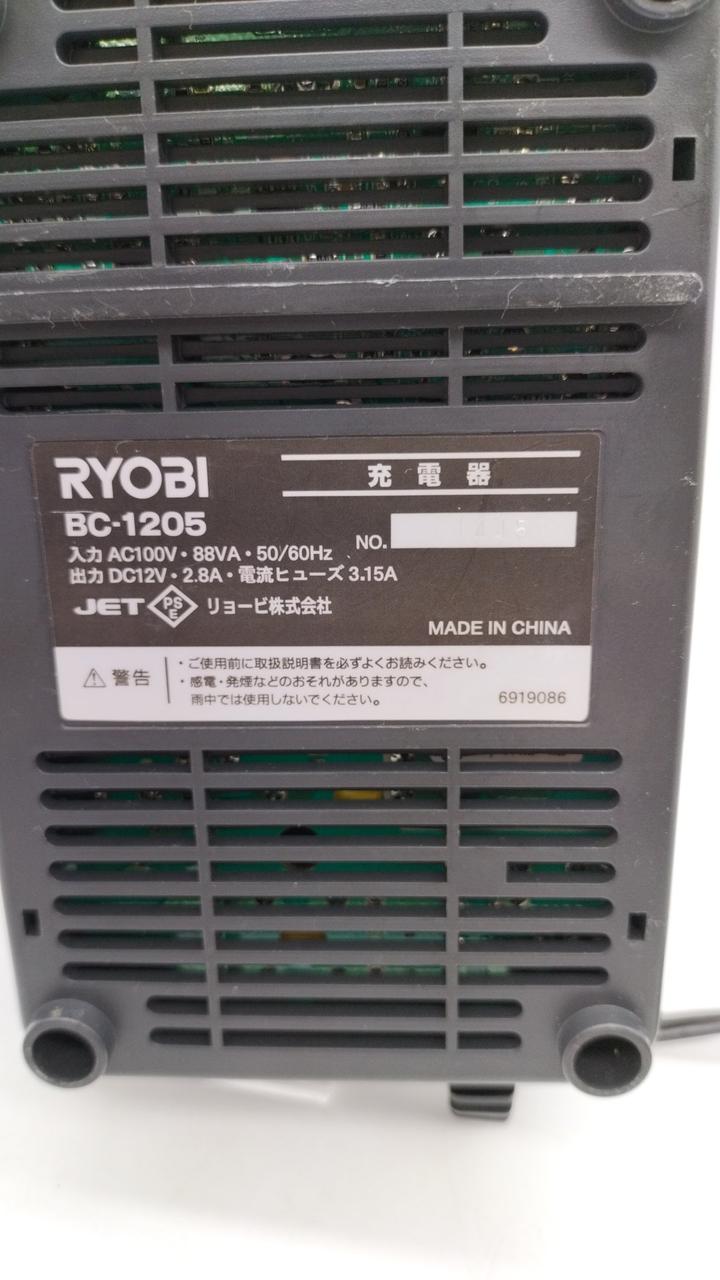 RYOBI
充電器
BC-1205
NO.
入力 AC100V・88VA・50/60Hz
出力 DC12V・2.8A・電流ヒューズ 3.15A
JET PSE リョービ株式会社
MADE IN CHINA
警告
・ご使用前に取扱説明書を必ずよくお読みください。
・感電・発煙などのおそれがありますので、
雨中では使用しないでください。
6919086